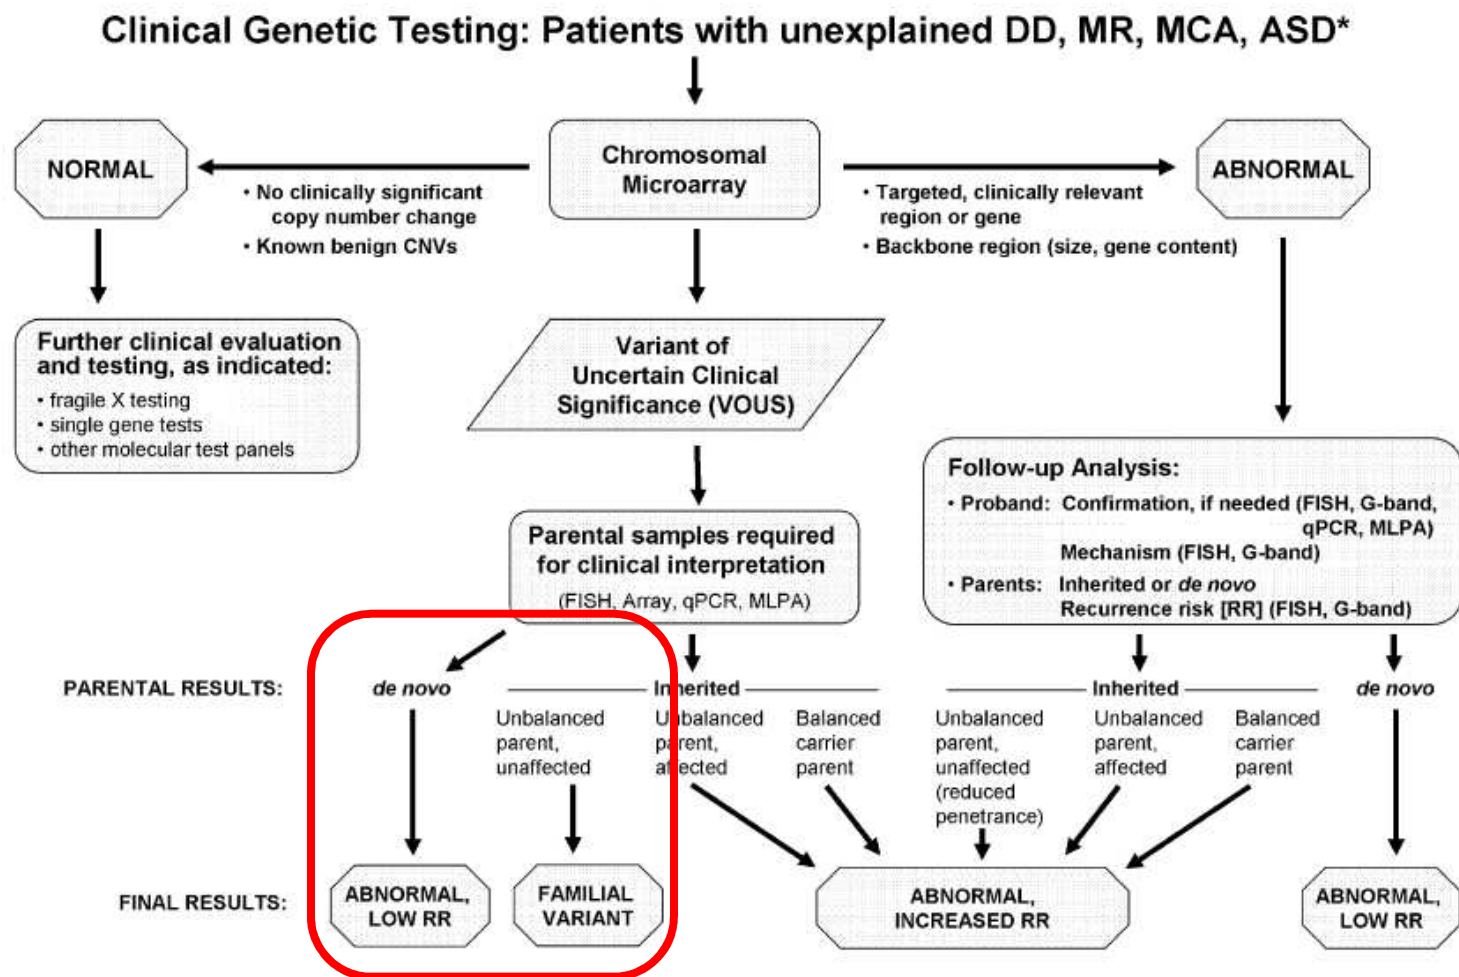 Clinical Genetic Testing: Patients with unexplained DD, MR, MCA, ASD*
NORMAL
Chromosomal
Microarray
ABNORMAL
• No clinically significant
copy number change
• Known benign CNVs
• Targeted, clinically relevant
region or gene
• Backbone region (size, gene content)
Further clinical evaluation
and testing, as indicated:
• fragile X testing
• single gene tests
• other molecular test panels
Variant of
Uncertain Clinical
Significance (VOUS)
Parental samples required
for clinical interpretation
(FISH, Array, qPCR, MLPA)
Follow-up Analysis:
• Proband: Confirmation, if needed (FISH, G-band,
qPCR, MLPA)
Mechanism (FISH, G-band)
• Parents: Inherited or de novo
Recurrence risk [RR] (FISH, G-band)
PARENTAL RESULTS:
de novo
Inherited
Unbalanced
parent,
unaffected
Unbalanced
parent,
affected
Balanced
carrier
parent
Inherited
Unbalanced
parent,
unaffected
(reduced
penetrance)
Unbalanced
parent,
affected
Balanced
carrier
parent
de novo
FINAL RESULTS:
ABNORMAL,
LOW RR
FAMILIAL
VARIANT
ABNORMAL,
INCREASED RR
ABNORMAL,
LOW RR